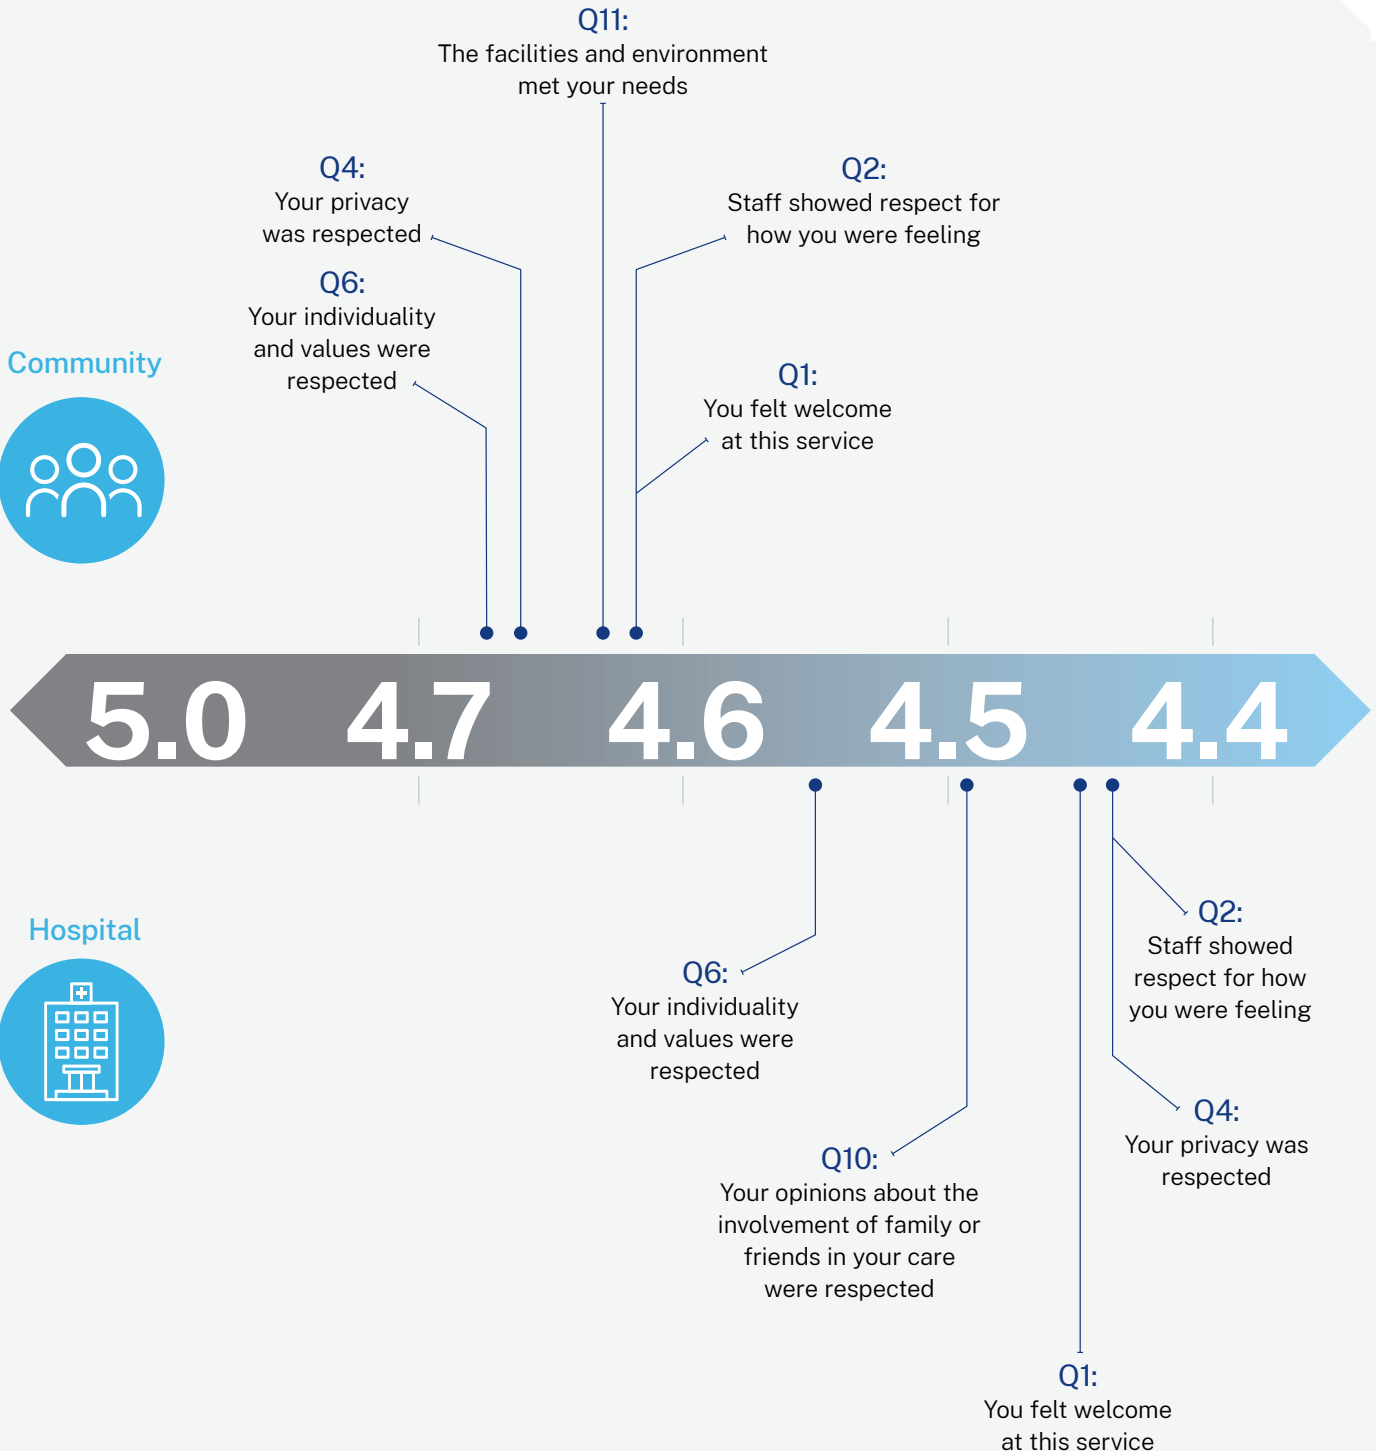 Q11:
The facilities and environment
met your needs
Q4:
Your privacy
was respected
Q2:
Staff showed respect for
how you were feeling
Q6:
Your individuality
and values were
respected
Community
Q1:
You felt welcome
at this service
5.0 4.7 4.6 4.5 4.4
Hospital
Q6:
Your individuality
and values were
respected
Q2:
Staff showed
respect for how
you were feeling
Q4:
Your privacy was
respected
Q10:
Your opinions about the
involvement of family or
friends in your care
were respected
Q1:
You felt welcome
at this service